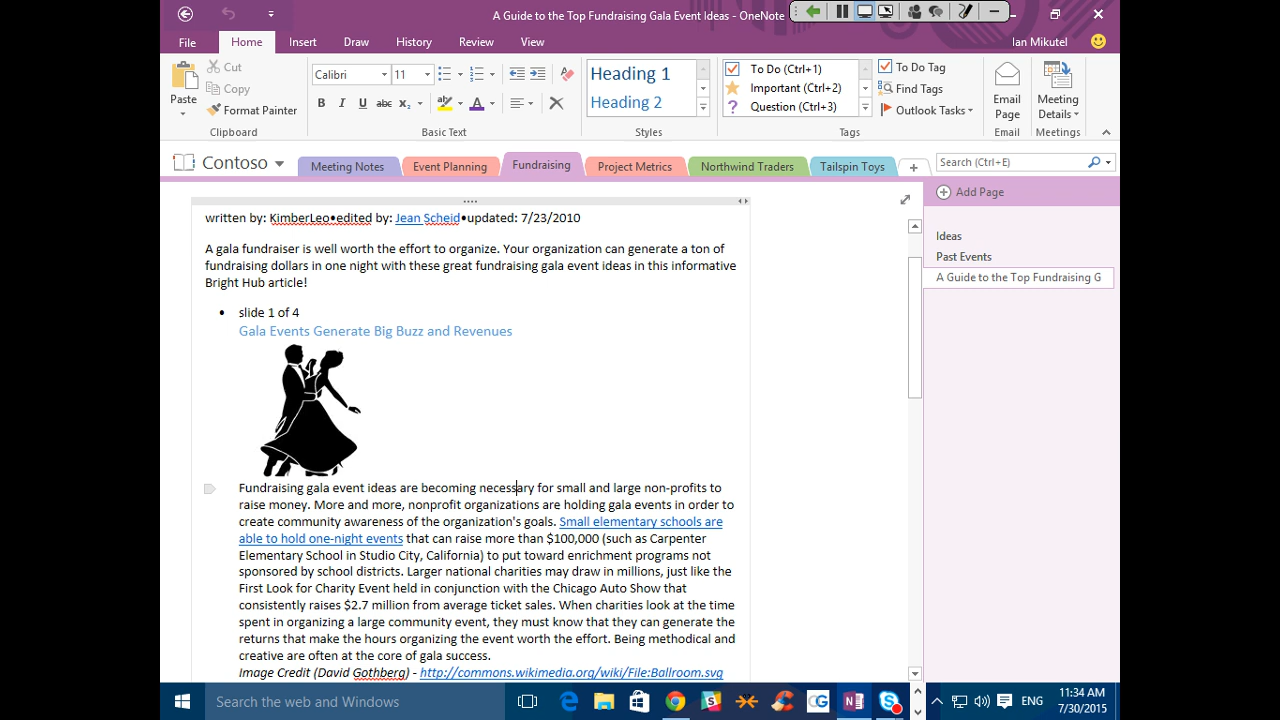 A Guide to the Top Fundraising Gala Event Ideas - OneNote
File Home Insert Draw History Review View Ian Mikutel
Paste
Cut
Copy
Format Painter
Clipboard
Calibri 11
B I U abc X₂ A
Basic Text
Heading 1
Heading 2
Styles
To Do (Ctrl+1)
Important (Ctrl+2)
? Question (Ctrl+3)
To Do Tag
Find Tags
Outlook Tasks
Tags
Email
Page
Email
Meeting
Details
Meetings
Contoso Meeting Notes Event Planning Fundraising Project Metrics Northwind Traders Tailspin Toys + Search (Ctrl+E)
Add Page
Ideas
Past Events
A Guide to the Top Fundraising G
written by: KimberLeo•edited by: Jean Scheid•updated: 7/23/2010
A gala fundraiser is well worth the effort to organize. Your organization can generate a ton of
fundraising dollars in one night with these great fundraising gala event ideas in this informative
Bright Hub article!
• slide 1 of 4
Gala Events Generate Big Buzz and Revenues
Fundraising gala event ideas are becoming necessary for small and large non-profits to
raise money. More and more, nonprofit organizations are holding gala events in order to
create community awareness of the organization's goals. Small elementary schools are
able to hold one-night events that can raise more than $100,000 (such as Carpenter
Elementary School in Studio City, California) to put toward enrichment programs not
sponsored by school districts. Larger national charities may draw in millions, just like the
First Look for Charity Event held in conjunction with the Chicago Auto Show that
consistently raises $2.7 million from average ticket sales. When charities look at the time
spent in organizing a large community event, they must know that they can generate the
returns that make the hours organizing the event worth the effort. Being methodical and
creative are often at the core of gala success.
Image Credit (David Gothberg) - http://commons.wikimedia.org/wiki/File:Ballroom.svg
Search the web and Windows
CG
N
ENG
11:34 AM
7/30/2015